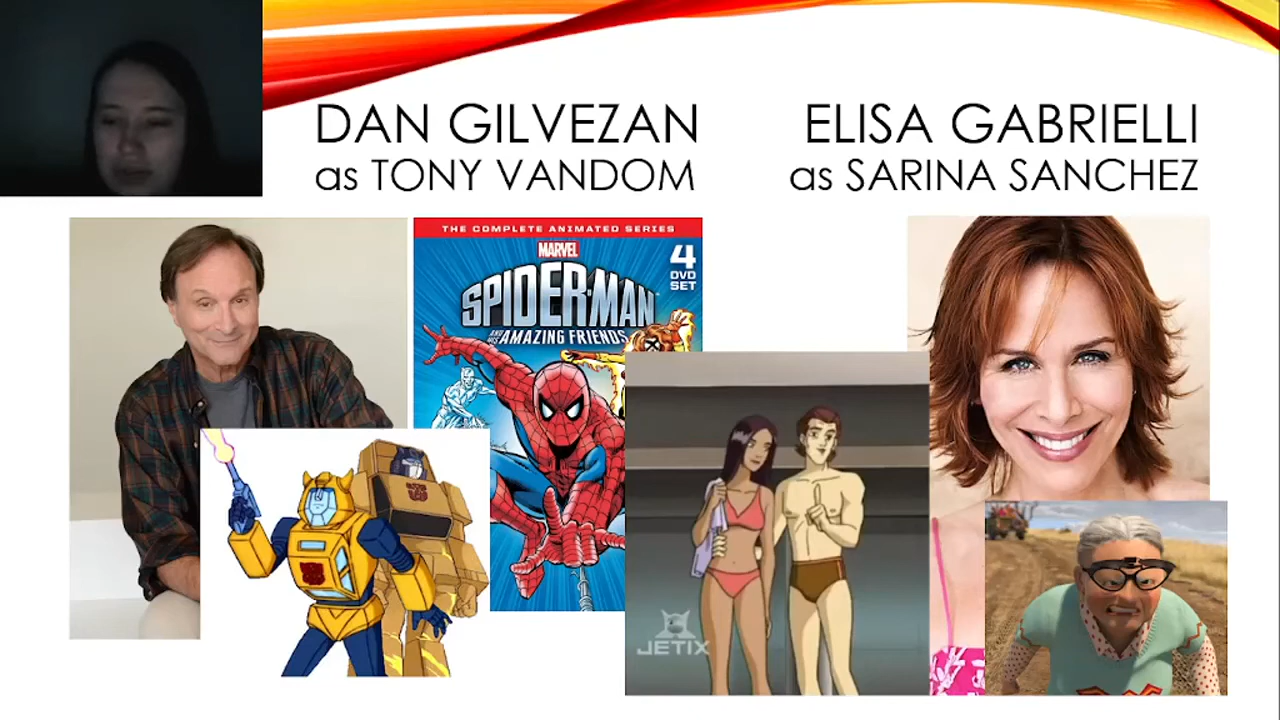 DAN GILVEZAN
as TONY VANDOM
ELISA GABRIELLI
as SARINA SANCHEZ
THE COMPLETE ANIMATED SERIES
MARVEL
4
DVD
SET
SPIDER-MAN
AND HIS AMAZING FRIENDS
JETIX